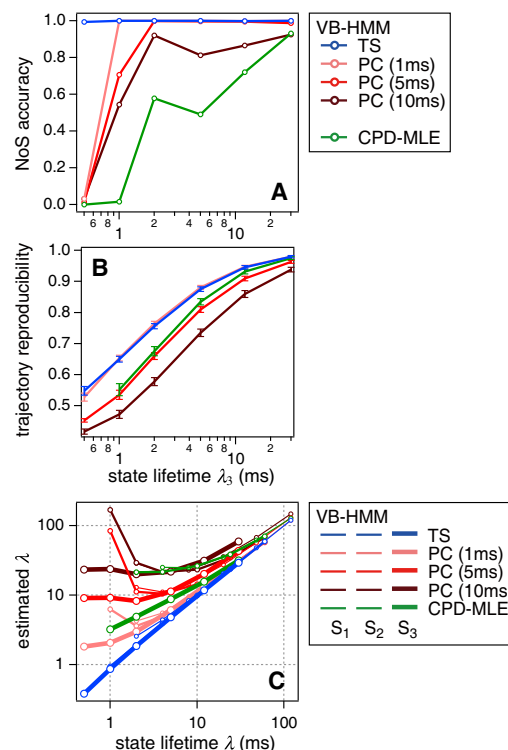 1.0
0.8
0.6
0.4
0.2
0.0
NoS accuracy
A
6 8 1 2 4 6 8 10 2
VB-HMM
TS
PC (1ms)
PC (5ms)
PC (10ms)
CPD-MLE
1.0
0.9
0.8
0.7
0.6
0.5
trajectory reproducibility
B
6 8 1 2 4 6 8 10 2
state lifetime λ3 (ms)
100
10
1
estimated λ
C
1 10 100
state lifetime λ (ms)
VB-HMM
TS
PC (1ms)
PC (5ms)
PC (10ms)
CPD-MLE
S1 S2 S3